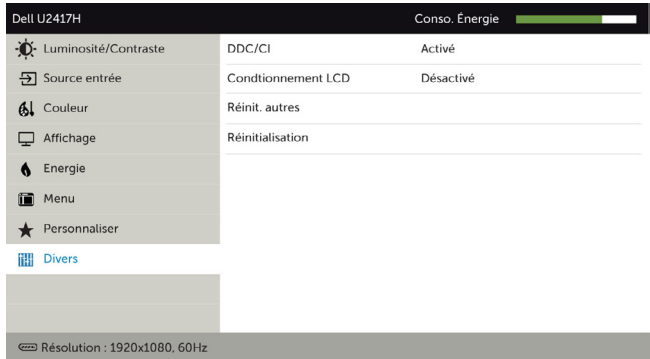 Dell U2417H Conso. Énergie
Luminosité/Contraste DDC/CI Activé
Source entrée Condtionnement LCD Désactivé
Couleur Réinit. autres
Affichage Réinitialisation
Energie
Menu
Personnaliser
Divers
Résolution : 1920x1080, 60Hz